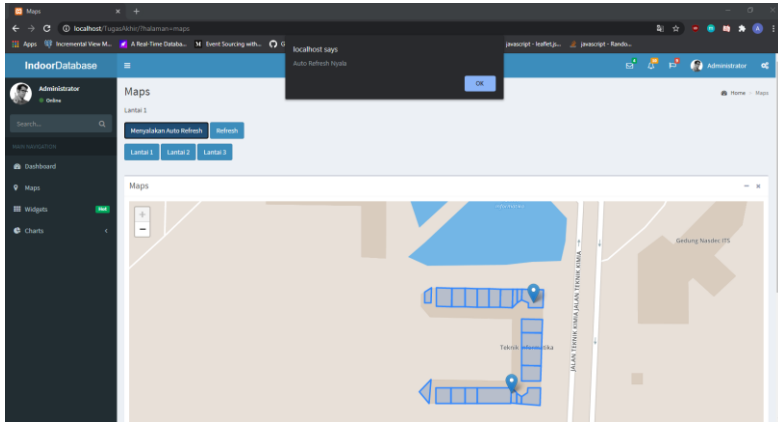 Maps
localhost/TugasAkhir/?halaman=maps
Apps
Incremental View M...
A Real-Time Databa...
Event Sourcing with...
G
javascript - leaflet.js...
javascript - Rando...
localhost says
Auto Refresh Nyala
OK
IndoorDatabase
Administrator
Administrator
Online
Search...
MAIN NAVIGATION
Dashboard
Maps
Widgets
Hot
Charts
Maps
Home
Maps
Lantai 1
Menyalakan Auto Refresh
Refresh
Lantai 1
Lantai 2
Lantai 3
Maps
+
−
Gedung Nasdec ITS
JALAN TEKNIK KIMIA JALAN TEKNIK KIMIA